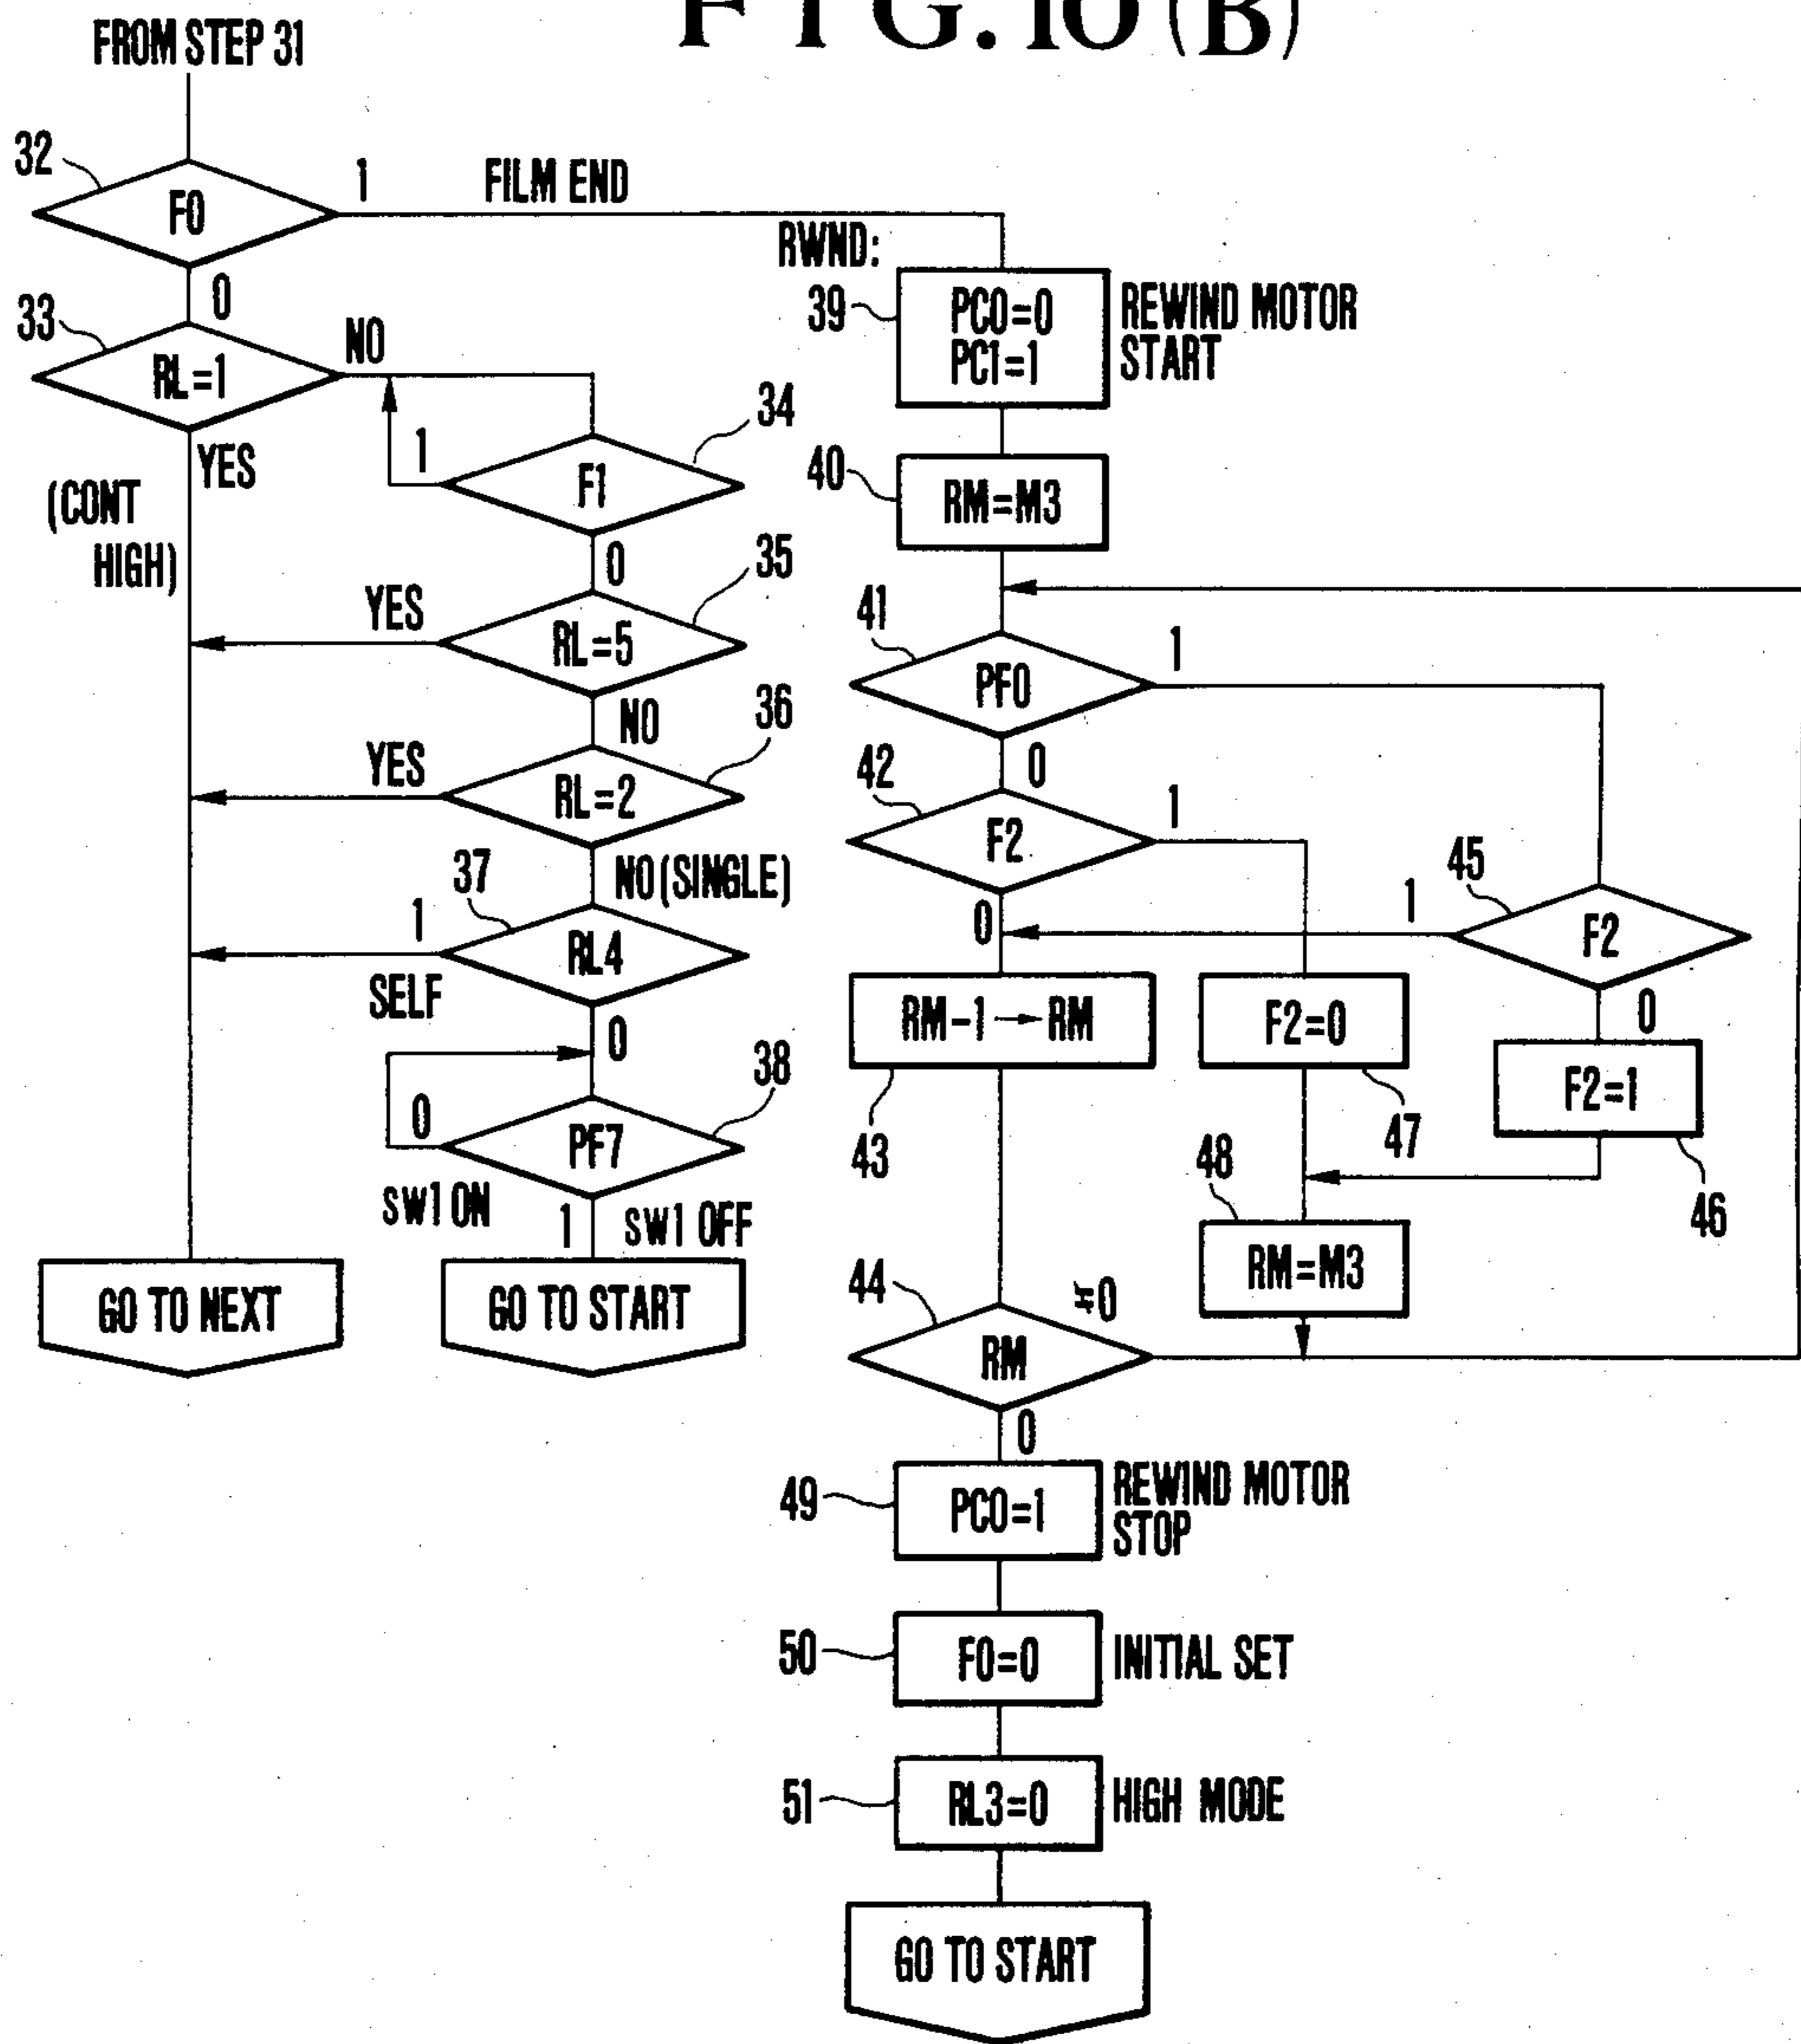 FIG. 10 (B)
FROM STEP 31
32
F0
1
FILM END
0
33
RL=1
NO
YES
(CONT
HIGH)
34
F1
1
0
35
RL=5
YES
NO
36
RL=2
YES
NO(SINGLE)
37
RL4
1
SELF
0
38
PF7
0
SW1 ON
1
SW1 OFF
GO TO NEXT
GO TO START
RWND:
39
PC0=0
PC1=1
REWIND MOTOR
START
40
RM=M3
41
PF0
1
0
42
F2
1
0
45
F2
1
0
RM-1→RM
43
F2=0
47
F2=1
46
48
RM=M3
44
RM
≠0
0
49
PC0=1
REWIND MOTOR
STOP
50
F0=0
INITIAL SET
51
RL3=0
HIGH MODE
GO TO START